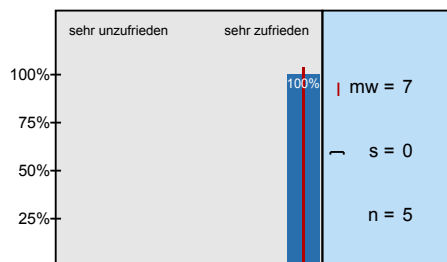 sehr unzufrieden sehr zufrieden
100%
100%
mw = 7
75%
50%
s = 0
25%
n = 5